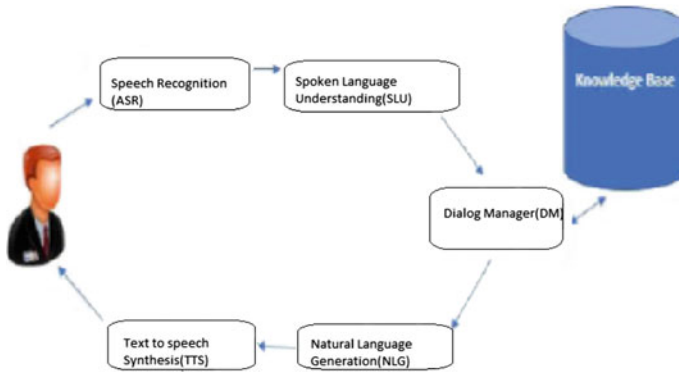 Speech Recognition
(ASR)
Spoken Language
Understanding(SLU)
Knowledge Base
Dialog Manager(DM)
Text to speech
Synthesis(TTS)
Natural Language
Generation(NLG)